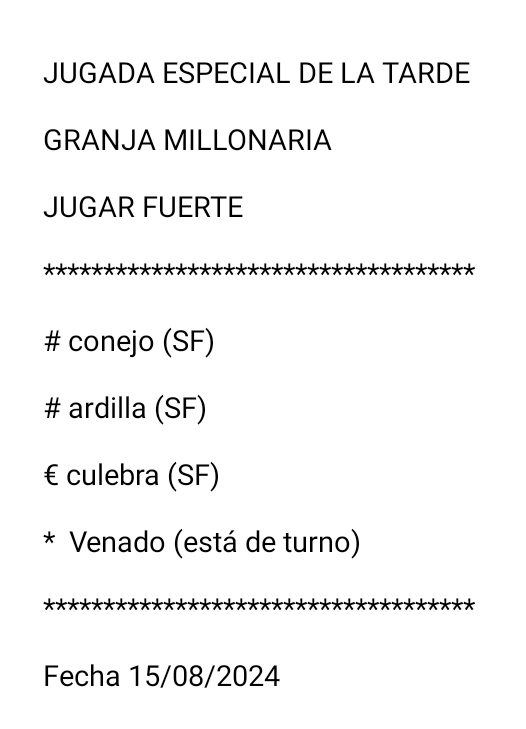 JUGADA ESPECIAL DE LA TARDE
GRANJA MILLONARIA
JUGAR FUERTE
************************************
# conejo (SF)
# ardilla (SF)
€ culebra (SF)
*  Venado (está de turno)
************************************
Fecha 15/08/2024